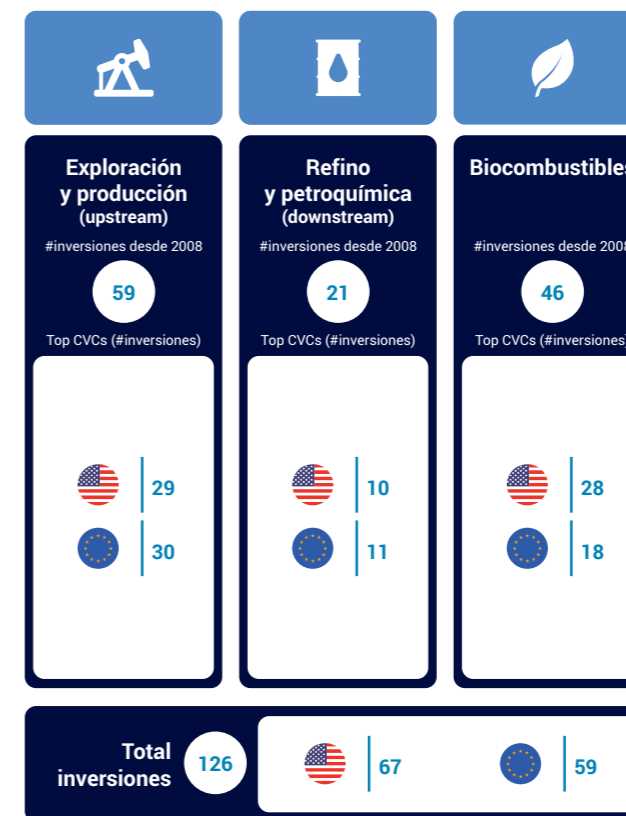 Exploración
y producción
(upstream)
#inversiones desde 2008
59
Top CVCs (#inversiones)
29
30
Refino
y petroquímica
(downstream)
#inversiones desde 2008
21
Top CVCs (#inversiones)
10
11
Biocombustibles
#inversiones desde 2008
46
Top CVCs (#inversiones)
28
18
Total
inversiones
126
67
59